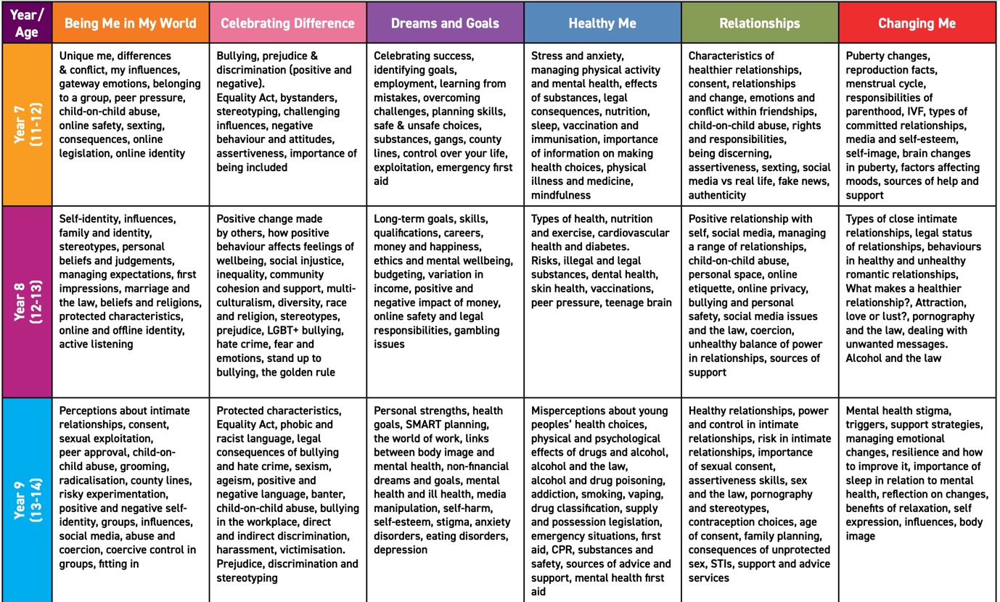 Year/
Age
Being Me in My World
Celebrating Difference
Dreams and Goals
Healthy Me
Relationships
Changing Me
Year 7
(11-12)
Unique me, differences
& conflict, my influences,
gateway emotions, belonging
to a group, peer pressure,
child-on-child abuse,
online safety, sexting,
consequences, online
legislation, online identity
Bullying, prejudice &
discrimination (positive and
negative).
Equality Act, bystanders,
stereotyping, challenging
influences, negative
behaviour and attitudes,
assertiveness, importance of
being included
Celebrating success,
identifying goals,
employment, learning from
mistakes, overcoming
challenges, planning skills,
safe & unsafe choices,
substances, gangs, county
lines, control over your life,
exploitation, emergency first
aid
Stress and anxiety,
managing physical activity
and mental health, effects
of substances, legal
consequences, nutrition,
sleep, vaccination and
immunisation, importance
of information on making
health choices, physical
illness and medicine,
mindfulness
Characteristics of
healthier relationships,
consent, relationships
and change, emotions and
conflict within friendships,
child-on-child abuse, rights
and responsibilities,
being discerning,
assertiveness, sexting, social
media vs real life, fake news,
authenticity
Puberty changes,
reproduction facts,
menstrual cycle,
responsibilities of
parenthood, IVF, types of
committed relationships,
media and self-esteem,
self-image, brain changes
in puberty, factors affecting
moods, sources of help and
support
Year 8
(12-13)
Self-identity, influences,
family and identity,
stereotypes, personal
beliefs and judgements,
managing expectations, first
impressions, marriage and
the law, beliefs and religions,
protected characteristics,
online and offline identity,
active listening
Positive change made
by others, how positive
behaviour affects feelings of
wellbeing, social injustice,
inequality, community
cohesion and support, multi-
culturalism, diversity, race
and religion, stereotypes,
prejudice, LGBT+ bullying,
hate crime, fear and
emotions, stand up to
bullying, the golden rule
Long-term goals, skills,
qualifications, careers,
money and happiness,
ethics and mental wellbeing,
budgeting, variation in
income, positive and
negative impact of money,
online safety and legal
responsibilities, gambling
issues
Types of health, nutrition
and exercise, cardiovascular
health and diabetes.
Risks, illegal and legal
substances, dental health,
skin health, vaccinations,
peer pressure, teenage brain
Positive relationship with
self, social media, managing
a range of relationships,
child-on-child abuse,
personal space, online
etiquette, online privacy,
bullying and personal
safety, social media issues
and the law, coercion,
unhealthy balance of power
in relationships, sources of
support
Types of close intimate
relationships, legal status
of relationships, behaviours
in healthy and unhealthy
romantic relationships,
What makes a healthier
relationship?, Attraction,
love or lust?, pornography
and the law, dealing with
unwanted messages.
Alcohol and the law
Year 9
(13-14)
Perceptions about intimate
relationships, consent,
sexual exploitation,
peer approval, child-on-
child abuse, grooming,
radicalisation, county lines,
risky experimentation,
positive and negative self-
identity, groups, influences,
social media, abuse and
coercion, coercive control in
groups, fitting in
Protected characteristics,
Equality Act, phobic and
racist language, legal
consequences of bullying
and hate crime, sexism,
ageism, positive and
negative language, banter,
child-on-child abuse, bullying
in the workplace, direct
and indirect discrimination,
harassment, victimisation.
Prejudice, discrimination and
stereotyping
Personal strengths, health
goals, SMART planning,
the world of work, links
between body image and
mental health, non-financial
dreams and goals, mental
health and ill health, media
manipulation, self-harm,
self-esteem, stigma, anxiety
disorders, eating disorders,
depression
Misperceptions about young
peoples’ health choices,
physical and psychological
effects of drugs and alcohol,
alcohol and the law,
alcohol and drug poisoning,
addiction, smoking, vaping,
drug classification, supply
and possession legislation,
emergency situations, first
aid, CPR, substances and
safety, sources of advice and
support, mental health first
aid
Healthy relationships, power
and control in intimate
relationships, risk in intimate
relationships, importance
of sexual consent,
assertiveness skills, sex
and the law, pornography
and stereotypes,
contraception choices, age
of consent, family planning,
consequences of unprotected
sex, STIs, support and advice
services
Mental health stigma,
triggers, support strategies,
managing emotional
changes, resilience and how
to improve it, importance of
sleep in relation to mental
health, reflection on changes,
benefits of relaxation, self
expression, influences, body
image